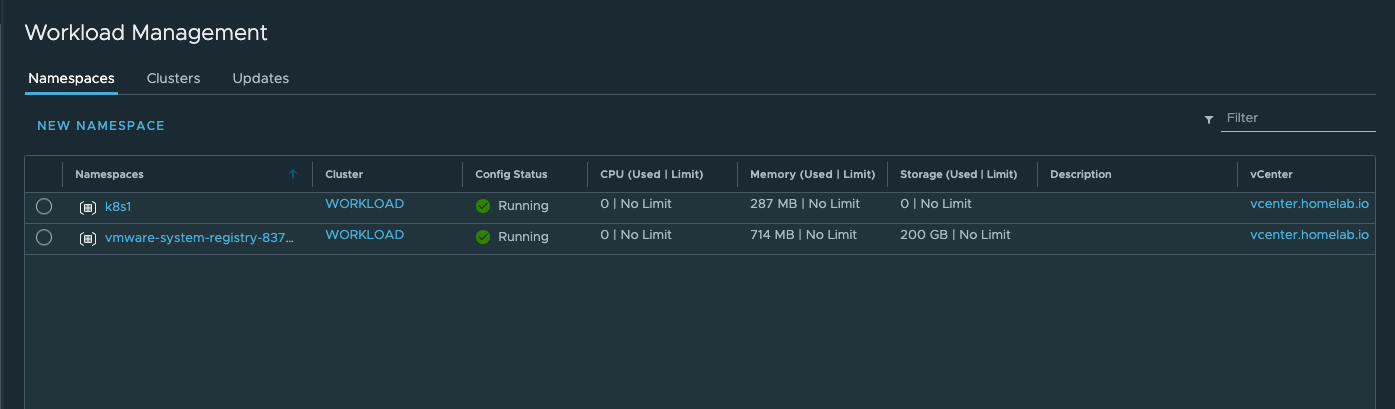 Workload Management
Namespaces Clusters Updates
NEW NAMESPACE
Filter
Namespaces Cluster Config Status CPU (Used | Limit) Memory (Used | Limit) Storage (Used | Limit) Description vCenter
k8s1 WORKLOAD Running 0 | No Limit 287 MB | No Limit 0 | No Limit vcenter.homelab.io
vmware-system-registry-837... WORKLOAD Running 0 | No Limit 714 MB | No Limit 200 GB | No Limit vcenter.homelab.io